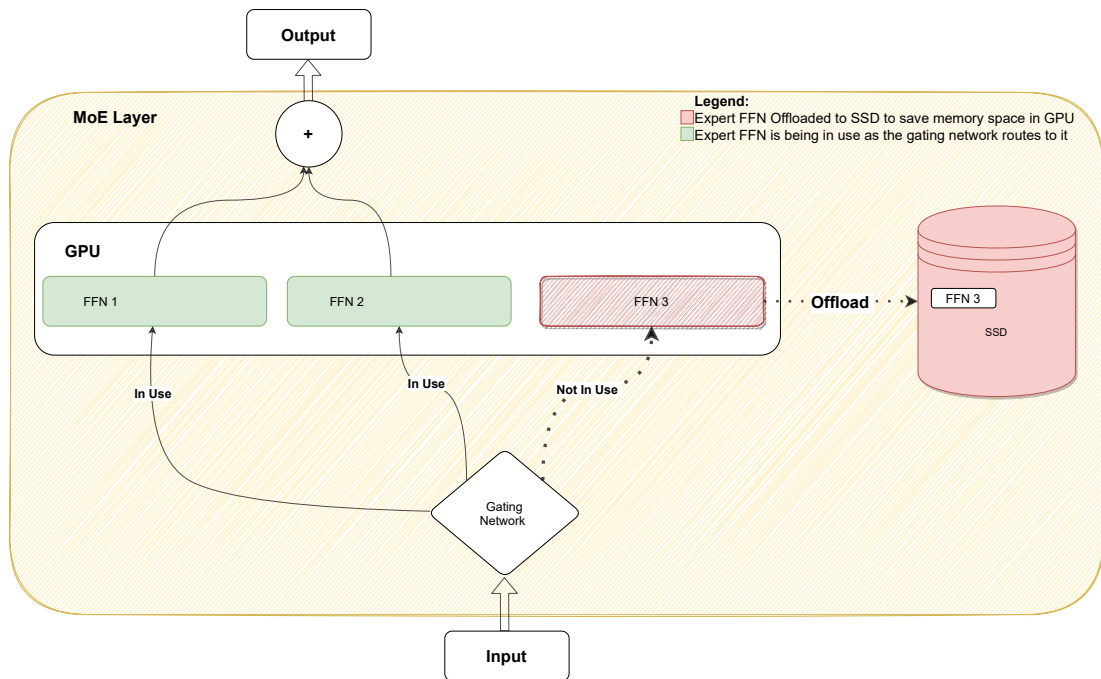 Output
MoE Layer
Legend:
Expert FFN Offloaded to SSD to save memory space in GPU
Expert FFN is being in use as the gating network routes to it
+
GPU
FFN 1
FFN 2
FFN 3
Offload
FFN 3
SSD
In Use
In Use
Not In Use
Gating
Network
Input